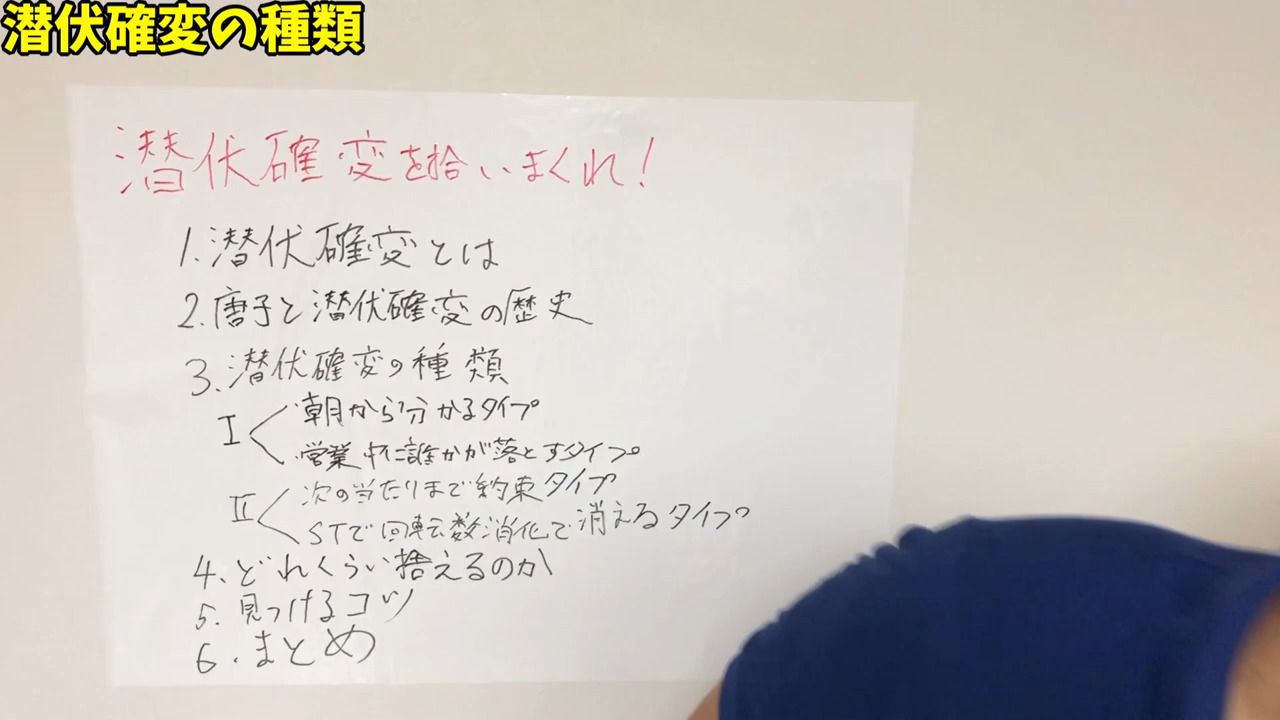 潜伏確変の種類
潜伏確変を拾いまくれ!
1.潜伏確変とは
2.唐子と潜伏確変の歴史
3.潜伏確変の種類
I 朝から分かるタイプ
営業中に誰かが落とすタイプ
II 次の当たりまで約束タイプ
STで回転数消化で消えるタイプ
4.どれくらい捨えるのか
5.見つけるコツ
6.まとめ